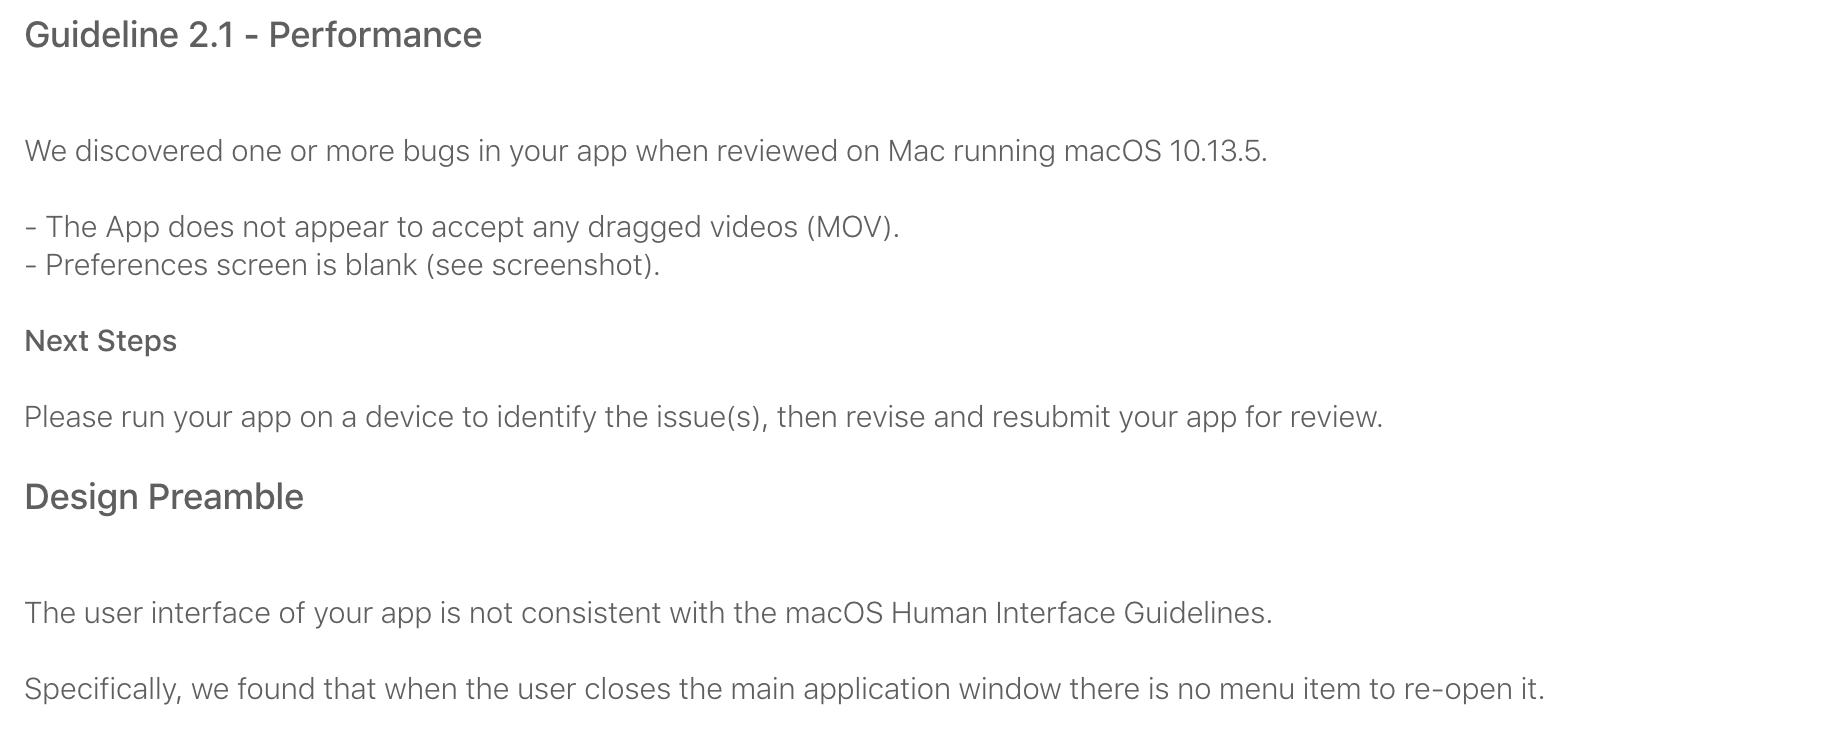 Guideline 2.1 - Performance
We discovered one or more bugs in your app when reviewed on Mac running macOS 10.13.5.
- The App does not appear to accept any dragged videos (MOV).
- Preferences screen is blank (see screenshot).
Next Steps
Please run your app on a device to identify the issue(s), then revise and resubmit your app for review.
Design Preamble
The user interface of your app is not consistent with the macOS Human Interface Guidelines.
Specifically, we found that when the user closes the main application window there is no menu item to re-open it.